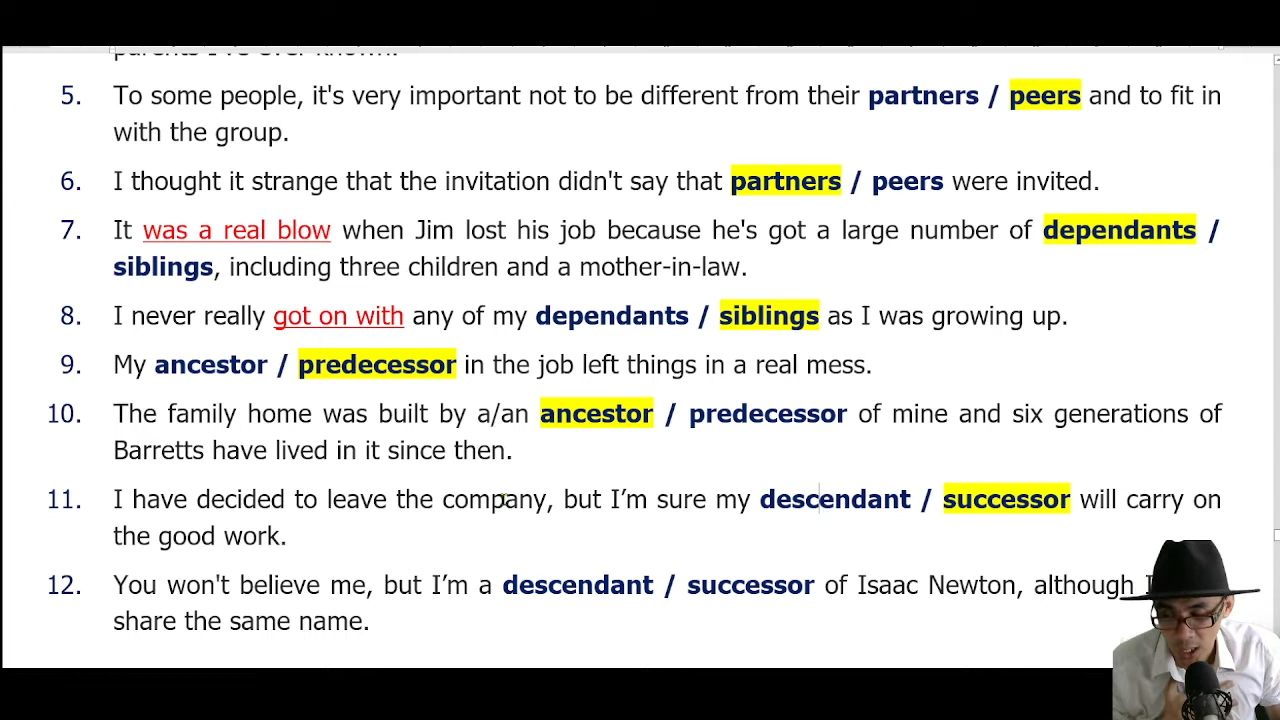 5. To some people, it's very important not to be different from their partners / peers and to fit in
with the group.
6. I thought it strange that the invitation didn't say that partners / peers were invited.
7. It was a real blow when Jim lost his job because he's got a large number of dependants /
siblings, including three children and a mother-in-law.
8. I never really got on with any of my dependants / siblings as I was growing up.
9. My ancestor / predecessor in the job left things in a real mess.
10. The family home was built by a/an ancestor / predecessor of mine and six generations of
Barretts have lived in it since then.
11. I have decided to leave the company, but I’m sure my descendant / successor will carry on
the good work.
12. You won't believe me, but I’m a descendant / successor of Isaac Newton, although
share the same name.